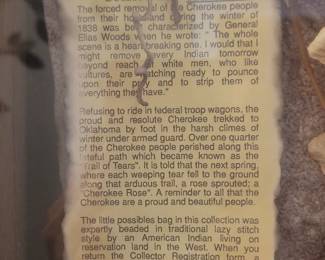 The forced removal of the Cherokee people
from their homeland during the winter of
1838 was best characterized by General
Elias Woods when he wrote: " The whole
scene is a heart breaking one. I would that I
might remove every Indian tomorrow
beyond reach of white men, who like
vultures, are watching ready to pounce
upon their prey and to strip them of
everything they have."
Refusing to ride in federal troop wagons, the
proud and resolute Cherokee trekked to
Oklahoma by foot in the harsh climes of
winter under armed guard. Over one quarter
of the Cherokee people perished along this
fateful path which became known as the
"Trail of Tears". It is told that the next spring,
where each weeping tear fell to the ground
along that arduous trail, a rose sprouted; a
"Cherokee Rose". A reminder to all that the
Cherokee are a proud and beautiful people.
The little possibles bag in this collection was
expertly beaded in traditional lazy stitch
style by an American Indian living on
reservation land in the West. When you
return the Collector Registration form, a